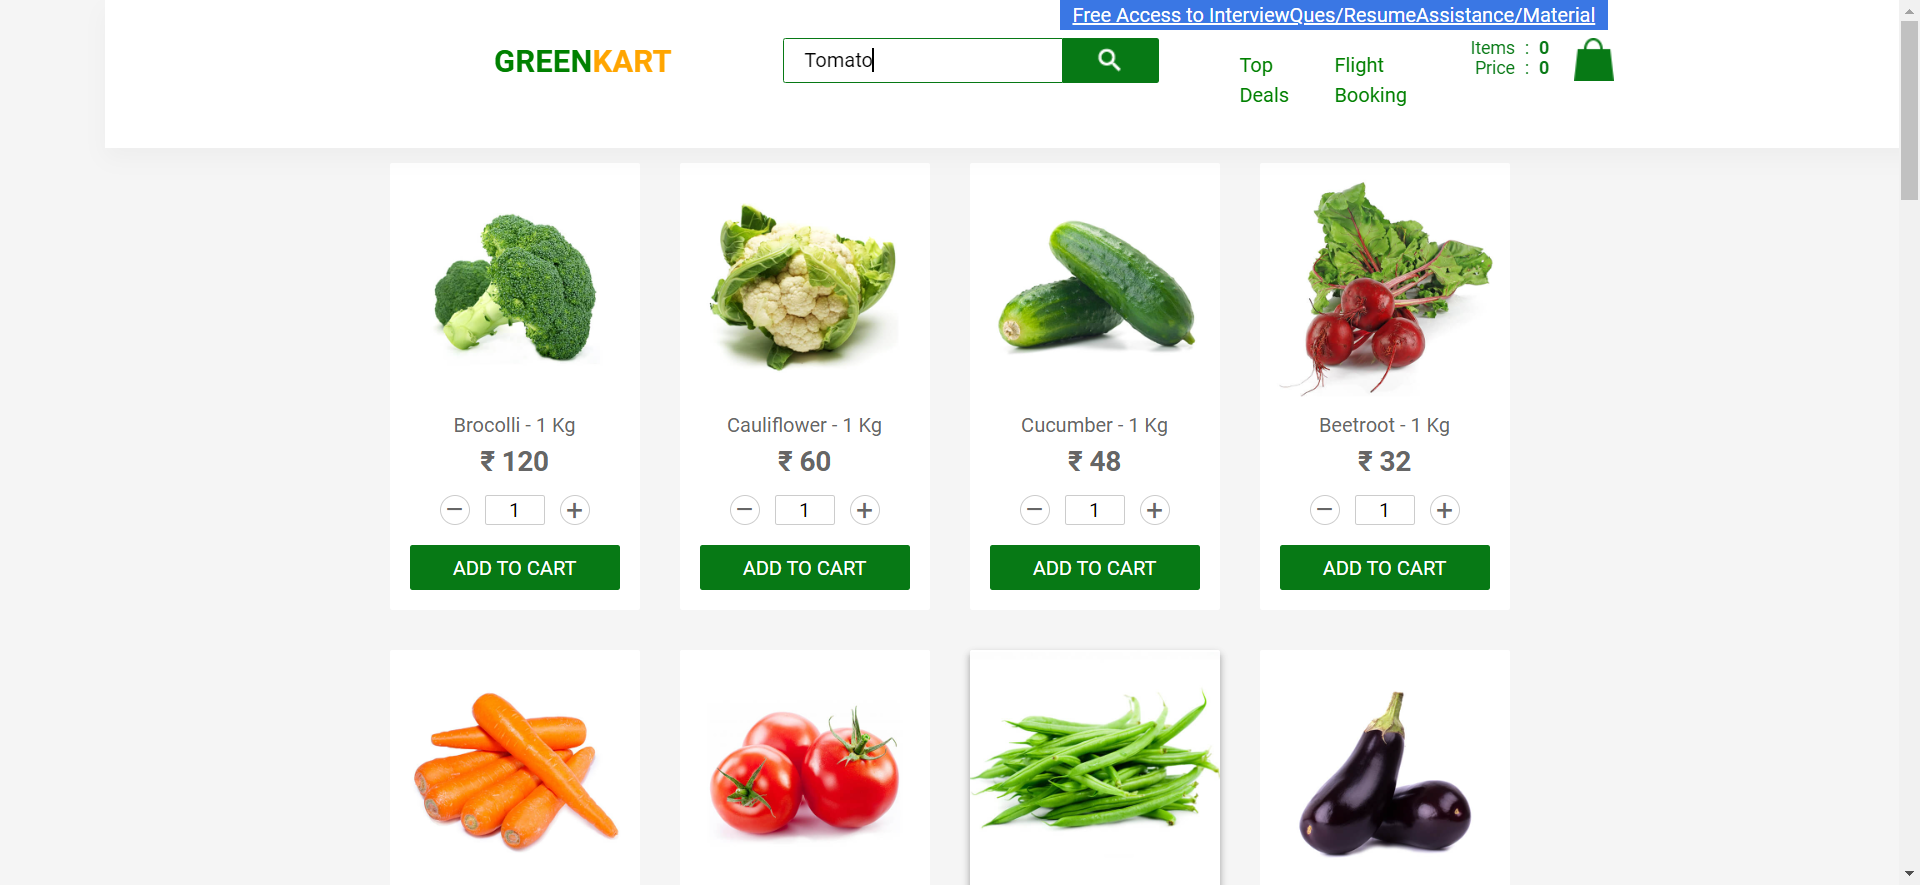 Free Access to InterviewQues/ResumeAssistance/Material
GREENKART
Tomato
Top Deals
Flight Booking
Items : 0
Price : 0
Brocolli - 1 Kg
₹ 120
1
ADD TO CART
Cauliflower - 1 Kg
₹ 60
1
ADD TO CART
Cucumber - 1 Kg
₹ 48
1
ADD TO CART
Beetroot - 1 Kg
₹ 32
1
ADD TO CART